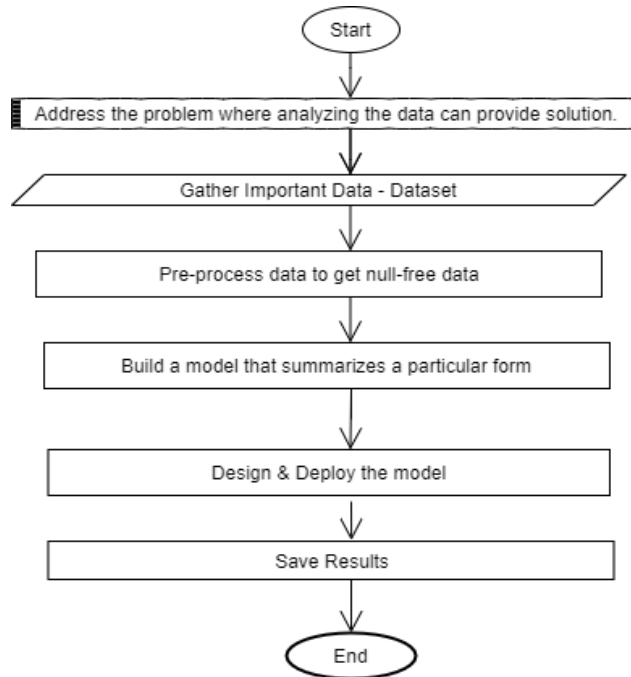 Start
Address the problem where analyzing the data can provide solution.
Gather Important Data - Dataset
Pre-process data to get null-free data
Build a model that summarizes a particular form
Design & Deploy the model
Save Results
End